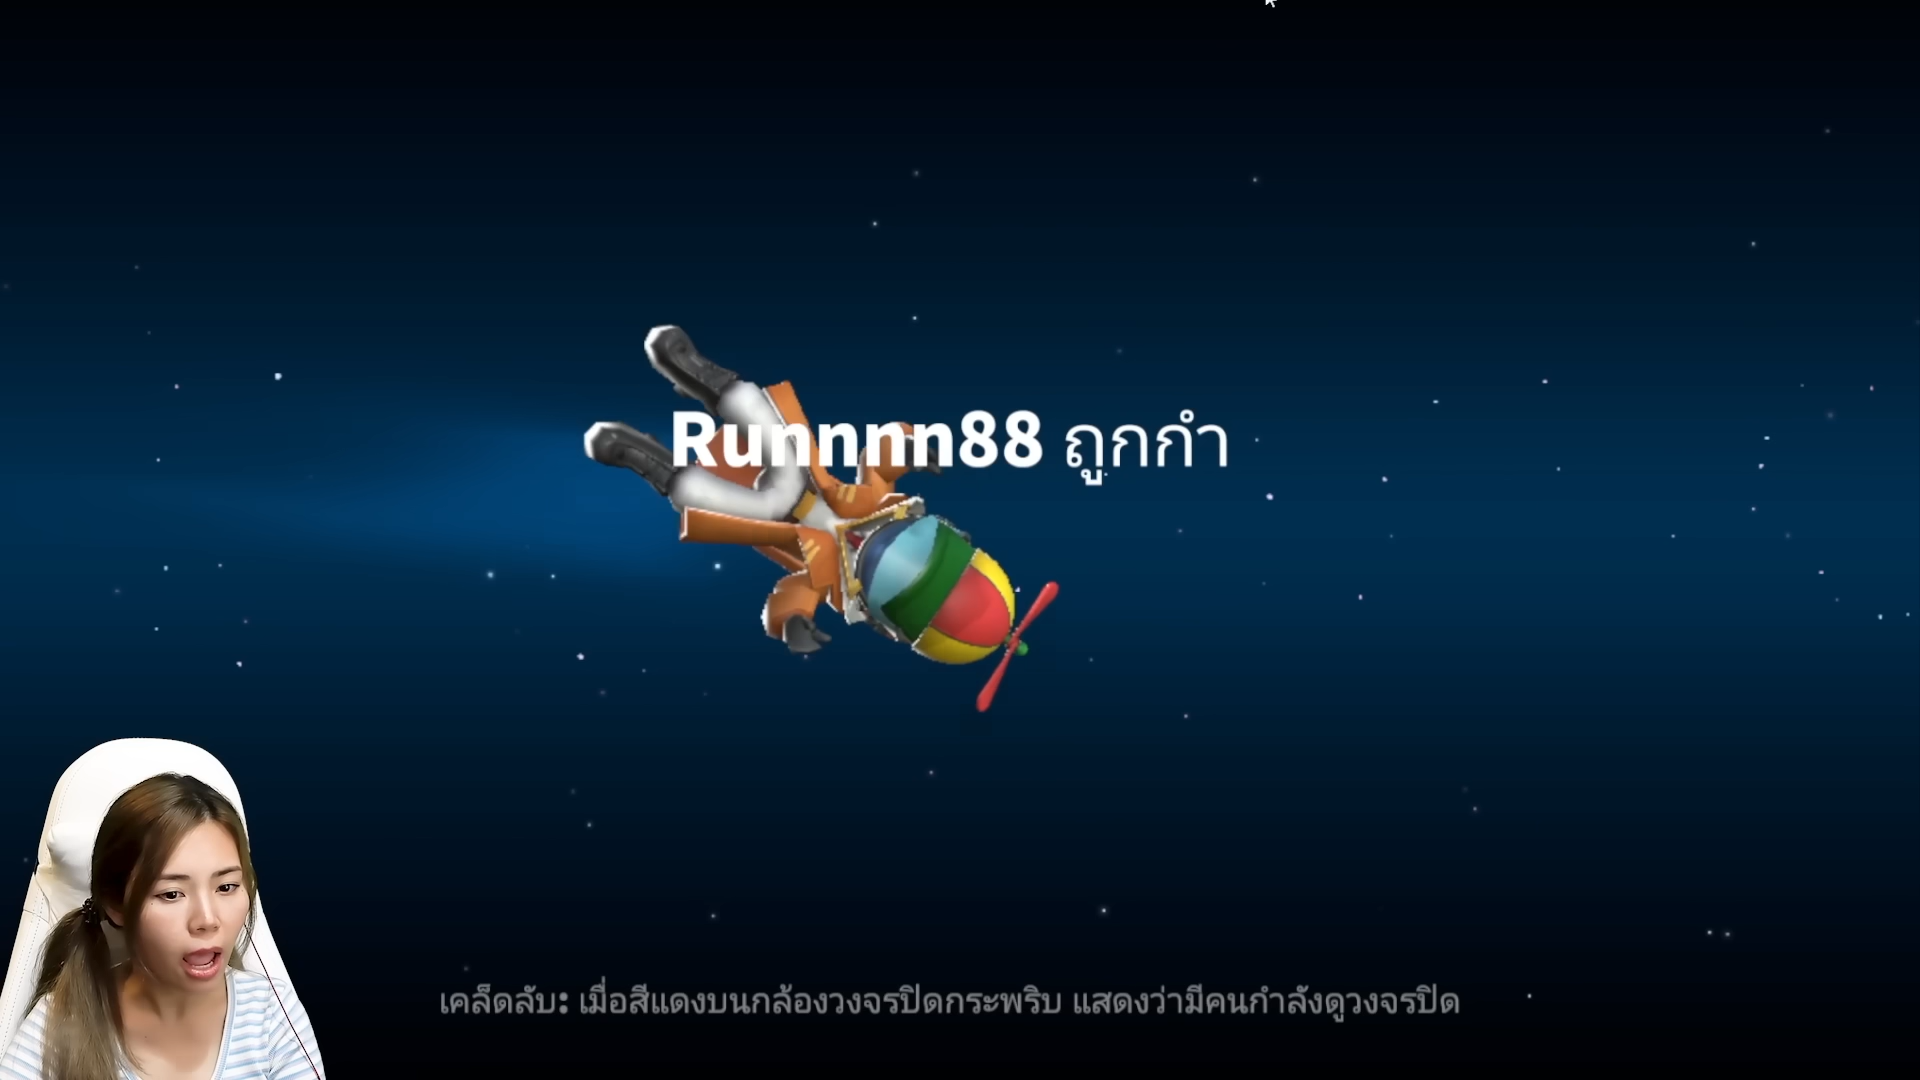 Runnnn88 ถูกกำ
เคล็ดลับ: เมื่อสีแดงบนกล้องวงจรปิดกระพริบ แสดงว่ามีคนกำลังดูวงจรปิด